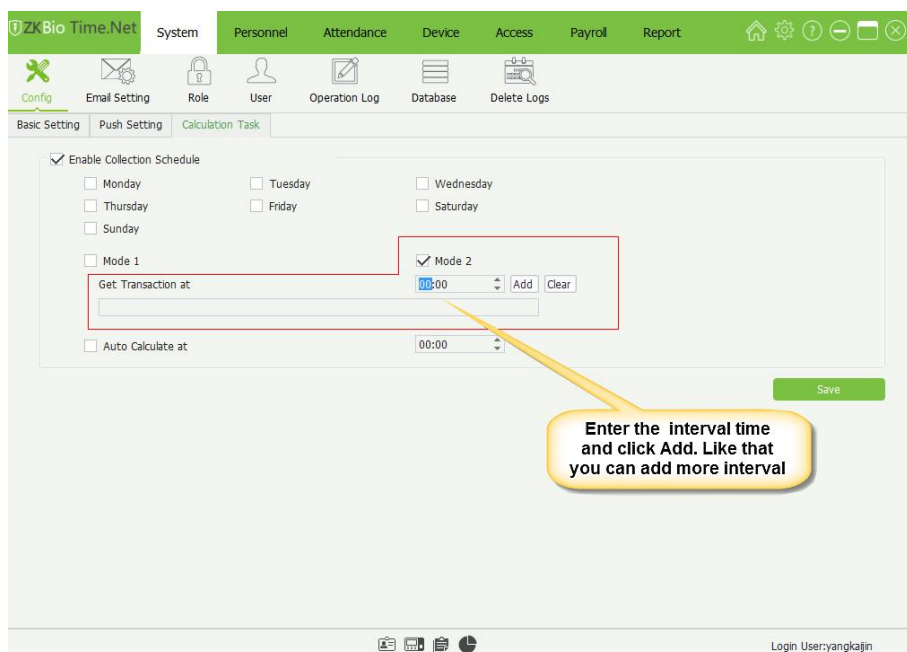 ZKBio Time.Net
System Personnel Attendance Device Access Payroll Report
Config Email Setting Role User Operation Log Database Delete Logs
Basic Setting Push Setting Calculation Task
Enable Collection Schedule
Monday Tuesday Wednesday
Thursday Friday Saturday
Sunday
Mode 1 Mode 2
Get Transaction at 00:00 Add Clear
Auto Calculate at 00:00
Save
Enter the interval time
and click Add. Like that
you can add more interval
Login User:yangkaijin